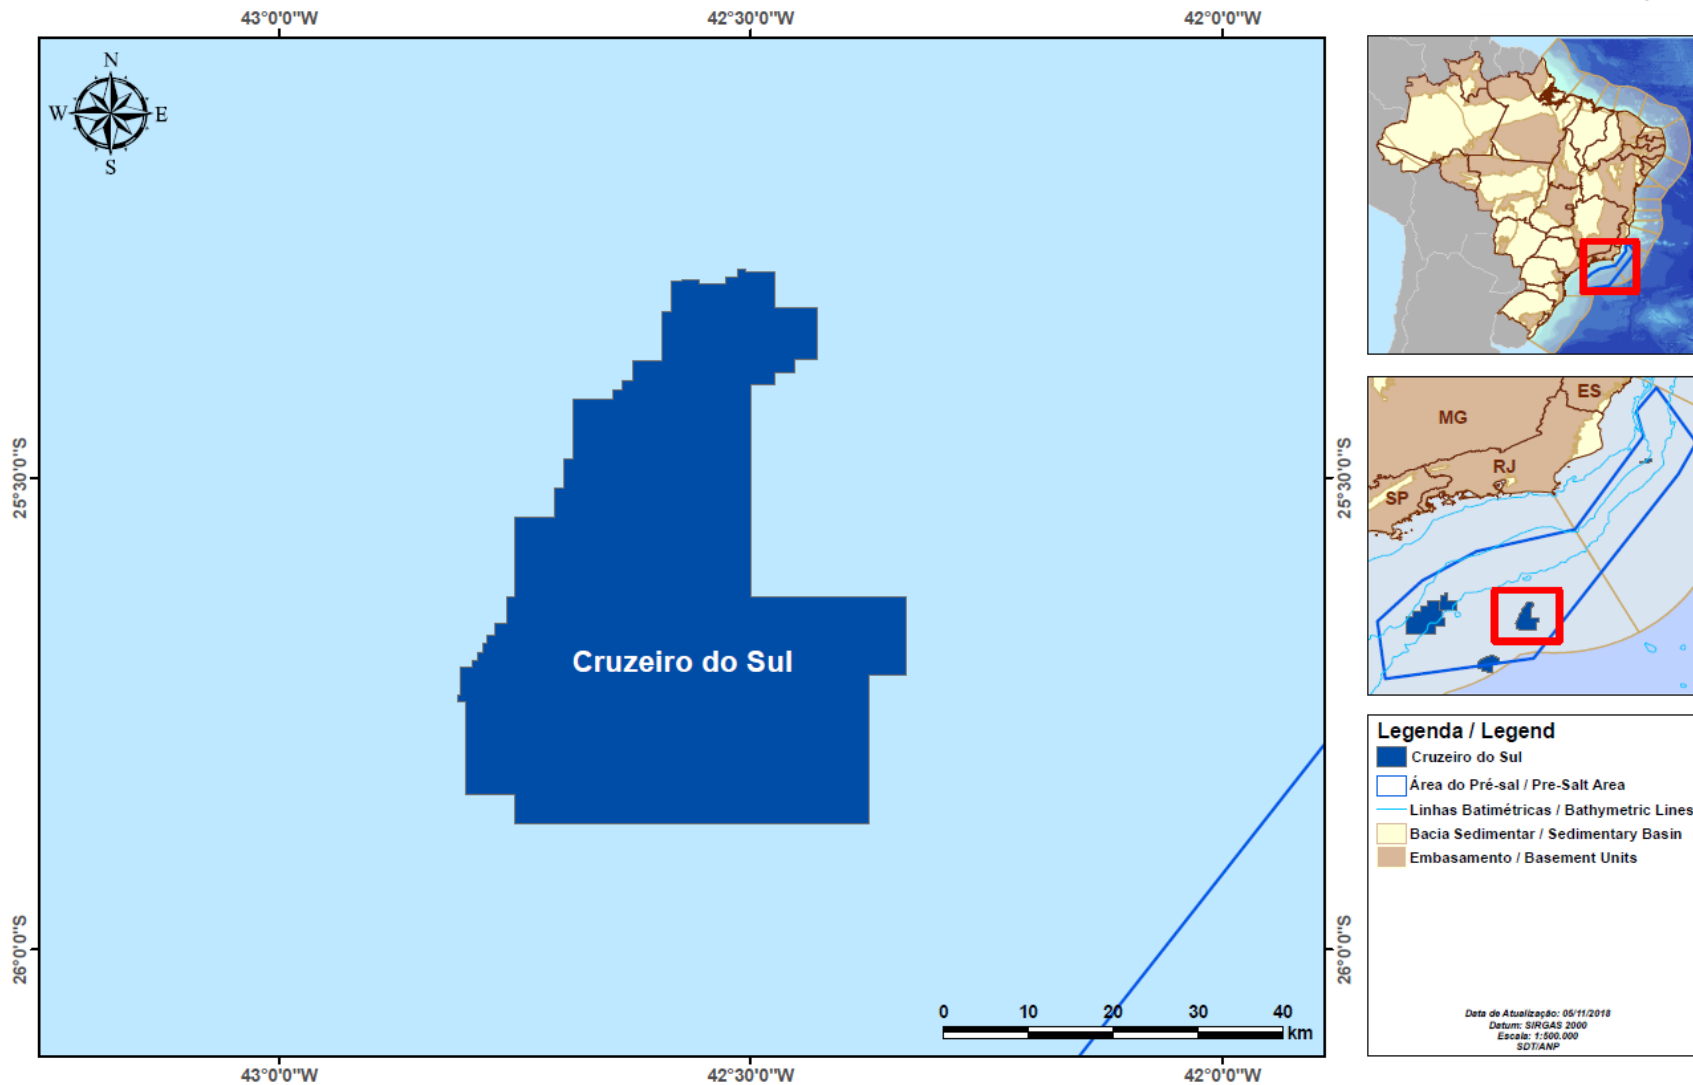 43°0'0"W
42°30'0"W
42°0'0"W
N
W
E
S
25°30'0"S
25°30'0"S
Cruzeiro do Sul
26°0'0"S
26°0'0"S
0 10 20 30 40
km
43°0'0"W
42°30'0"W
42°0'0"W
ES
MG
RJ
SP
Legenda / Legend
Cruzeiro do Sul
Área do Pré-sal / Pre-Salt Area
Linhas Batimétricas / Bathymetric Lines
Bacia Sedimentar / Sedimentary Basin
Embasamento / Basement Units
Data de Atualização: 05/11/2018
Datum: SIRGAS 2000
Escala: 1:500.000
SDT/ANP